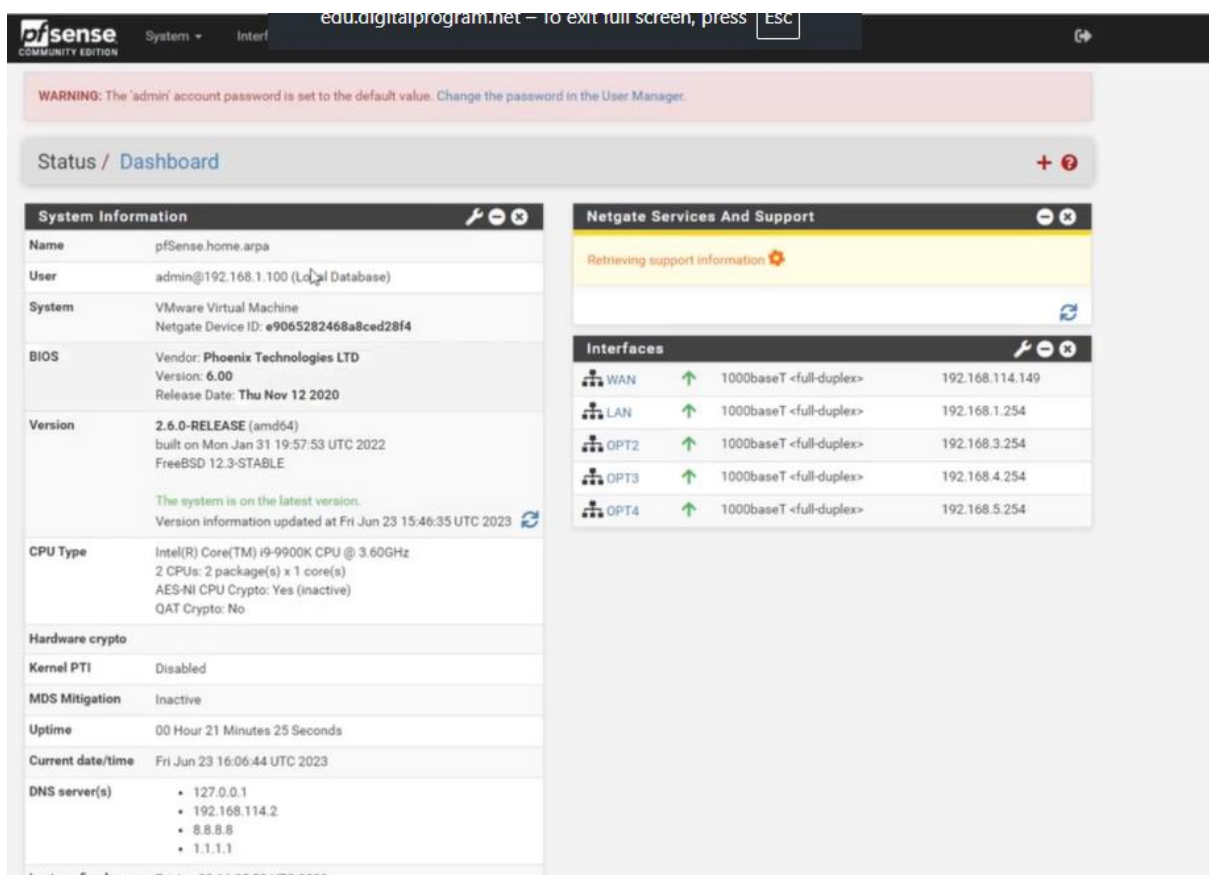 edu.digitalprogram.net – To exit full screen, press Esc
pfsense
COMMUNITY EDITION
System
WARNING: The 'admin' account password is set to the default value. Change the password in the User Manager.
Status / Dashboard
System Information
Name pfSense.home.arpa
User admin@192.168.1.100 (Local Database)
System VMware Virtual Machine
Netgate Device ID: e9065282468a8ced28f4
BIOS Vendor: Phoenix Technologies LTD
Version: 6.00
Release Date: Thu Nov 12 2020
Version 2.6.0-RELEASE (amd64)
built on Mon Jan 31 19:57:53 UTC 2022
FreeBSD 12.3-STABLE
The system is on the latest version.
Version information updated at Fri Jun 23 15:46:35 UTC 2023
CPU Type Intel(R) Core(TM) i9-9900K CPU @ 3.60GHz
2 CPUs: 2 package(s) x 1 core(s)
AES-NI CPU Crypto: Yes (inactive)
QAT Crypto: No
Hardware crypto
Kernel PTI Disabled
MDS Mitigation Inactive
Uptime 00 Hour 21 Minutes 25 Seconds
Current date/time Fri Jun 23 16:06:44 UTC 2023
DNS server(s)
• 127.0.0.1
• 192.168.114.2
• 8.8.8.8
• 1.1.1.1
Netgate Services And Support
Retrieving support information
Interfaces
WAN 1000baseT <full-duplex> 192.168.114.149
LAN 1000baseT <full-duplex> 192.168.1.254
OPT2 1000baseT <full-duplex> 192.168.3.254
OPT3 1000baseT <full-duplex> 192.168.4.254
OPT4 1000baseT <full-duplex> 192.168.5.254